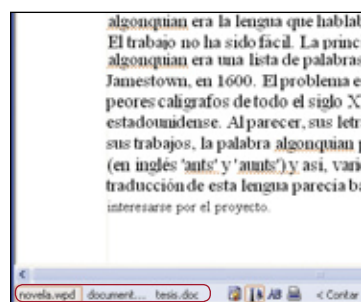 algonquian era la lengua que hablab
El trabajo no ha sido fácil. La princ
algonquian era una lista de palabras
Jamestown, en 1600. El problema e
peores calígrafos de todo el siglo X
estadounidense. Al parecer, sus letr
sus trabajos, la palabra algonquian p
(en inglés 'ants' y 'aunts') y así, vari
traducción de esta lengua parecía ba
interesarse por el proyecto.
novela.wpd document... tesis.doc AB < Contar